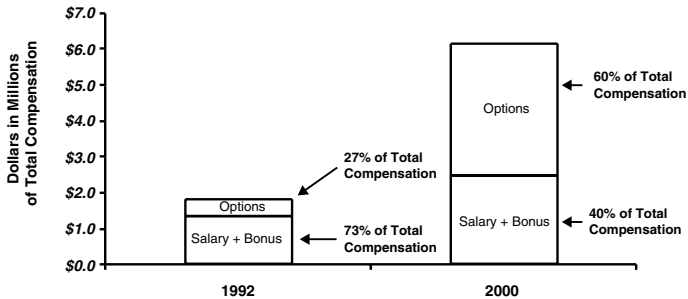 Dollars in Millions
of Total Compensation
$7.0
$6.0
$5.0
$4.0
$3.0
$2.0
$1.0
$0.0
Options
Salary + Bonus
27% of Total
Compensation
73% of Total
Compensation
Options
Salary + Bonus
60% of Total
Compensation
40% of Total
Compensation
1992
2000